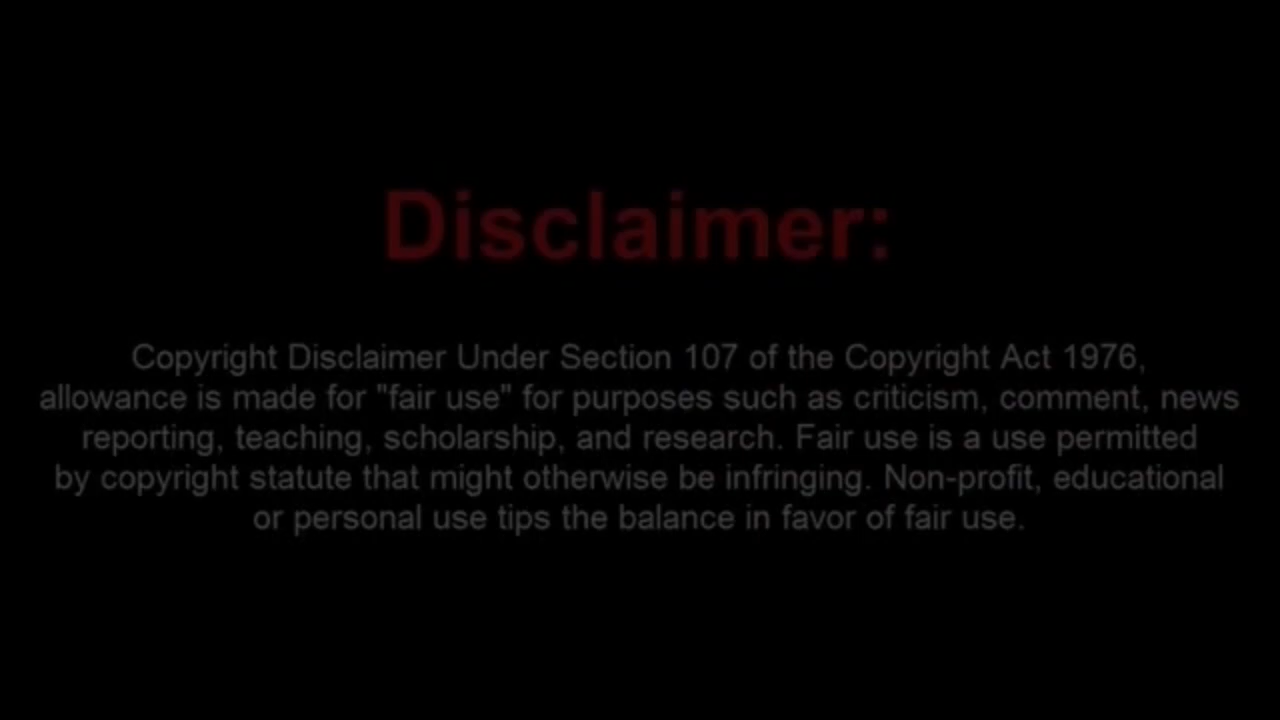 Disclaimer:
Copyright Disclaimer Under Section 107 of the Copyright Act 1976,
allowance is made for "fair use" for purposes such as criticism, comment, news
reporting, teaching, scholarship, and research. Fair use is a use permitted
by copyright statute that might otherwise be infringing. Non-profit, educational
or personal use tips the balance in favor of fair use.